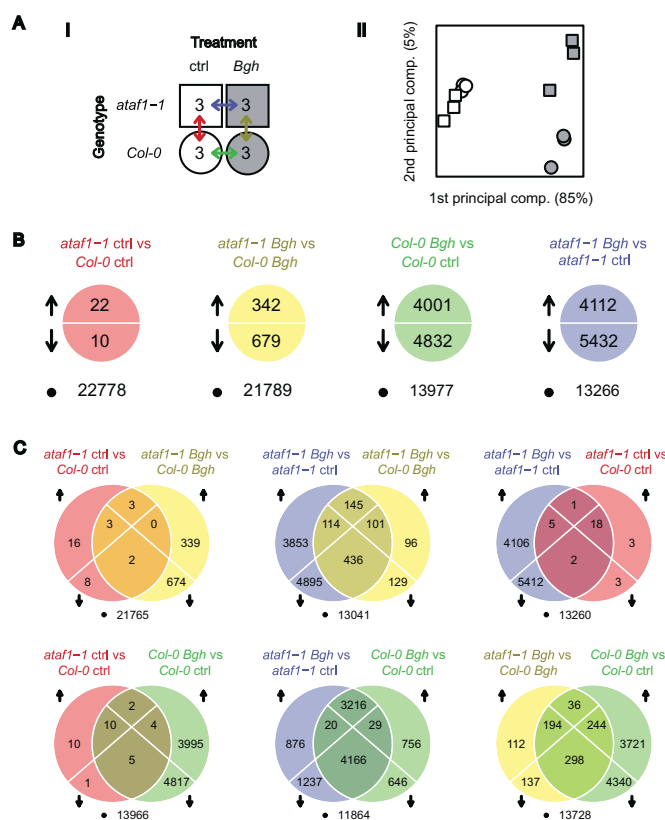 A
I
II
Treatment
ctrl Bgh
Genotype
ataf1-1 3 3
Col-0 3 3
2nd principal comp. (5%)
1st principal comp. (85%)
B
ataf1-1 ctrl vs
Col-0 ctrl
22
10
22778
ataf1-1 Bgh vs
Col-0 Bgh
342
679
21789
Col-0 Bgh vs
Col-0 ctrl
4001
4832
13977
ataf1-1 Bgh vs
ataf1-1 ctrl
4112
5432
13266
C
ataf1-1 ctrl vs
Col-0 ctrl
ataf1-1 Bgh vs
Col-0 Bgh
3
3 0
16 339
2
8 674
21765
ataf1-1 Bgh vs
ataf1-1 ctrl
ataf1-1 Bgh vs
Col-0 Bgh
145
114 101
3853 96
436
4895 129
13041
ataf1-1 Bgh vs
ataf1-1 ctrl
ataf1-1 ctrl vs
Col-0 ctrl
1
5 18
4106 3
2
5412 3
13260
ataf1-1 ctrl vs
Col-0 ctrl
Col-0 Bgh vs
Col-0 ctrl
2
10 4
10 3995
5
1 4817
13966
ataf1-1 Bgh vs
ataf1-1 ctrl
Col-0 Bgh vs
Col-0 ctrl
3216
20 29
876 756
4166
1237 646
11864
ataf1-1 Bgh vs
Col-0 Bgh
Col-0 Bgh vs
Col-0 ctrl
36
194 244
112 3721
298
137 4340
13728